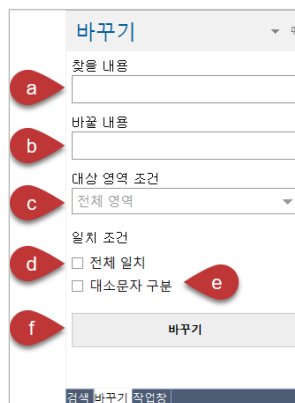 바꾸기
찾을 내용
a
바꿀 내용
b
대상 영역 조건
c 전체 영역
일치 조건
d 전체 일치
대소문자 구분 e
f 바꾸기
검색 바꾸기 작업창